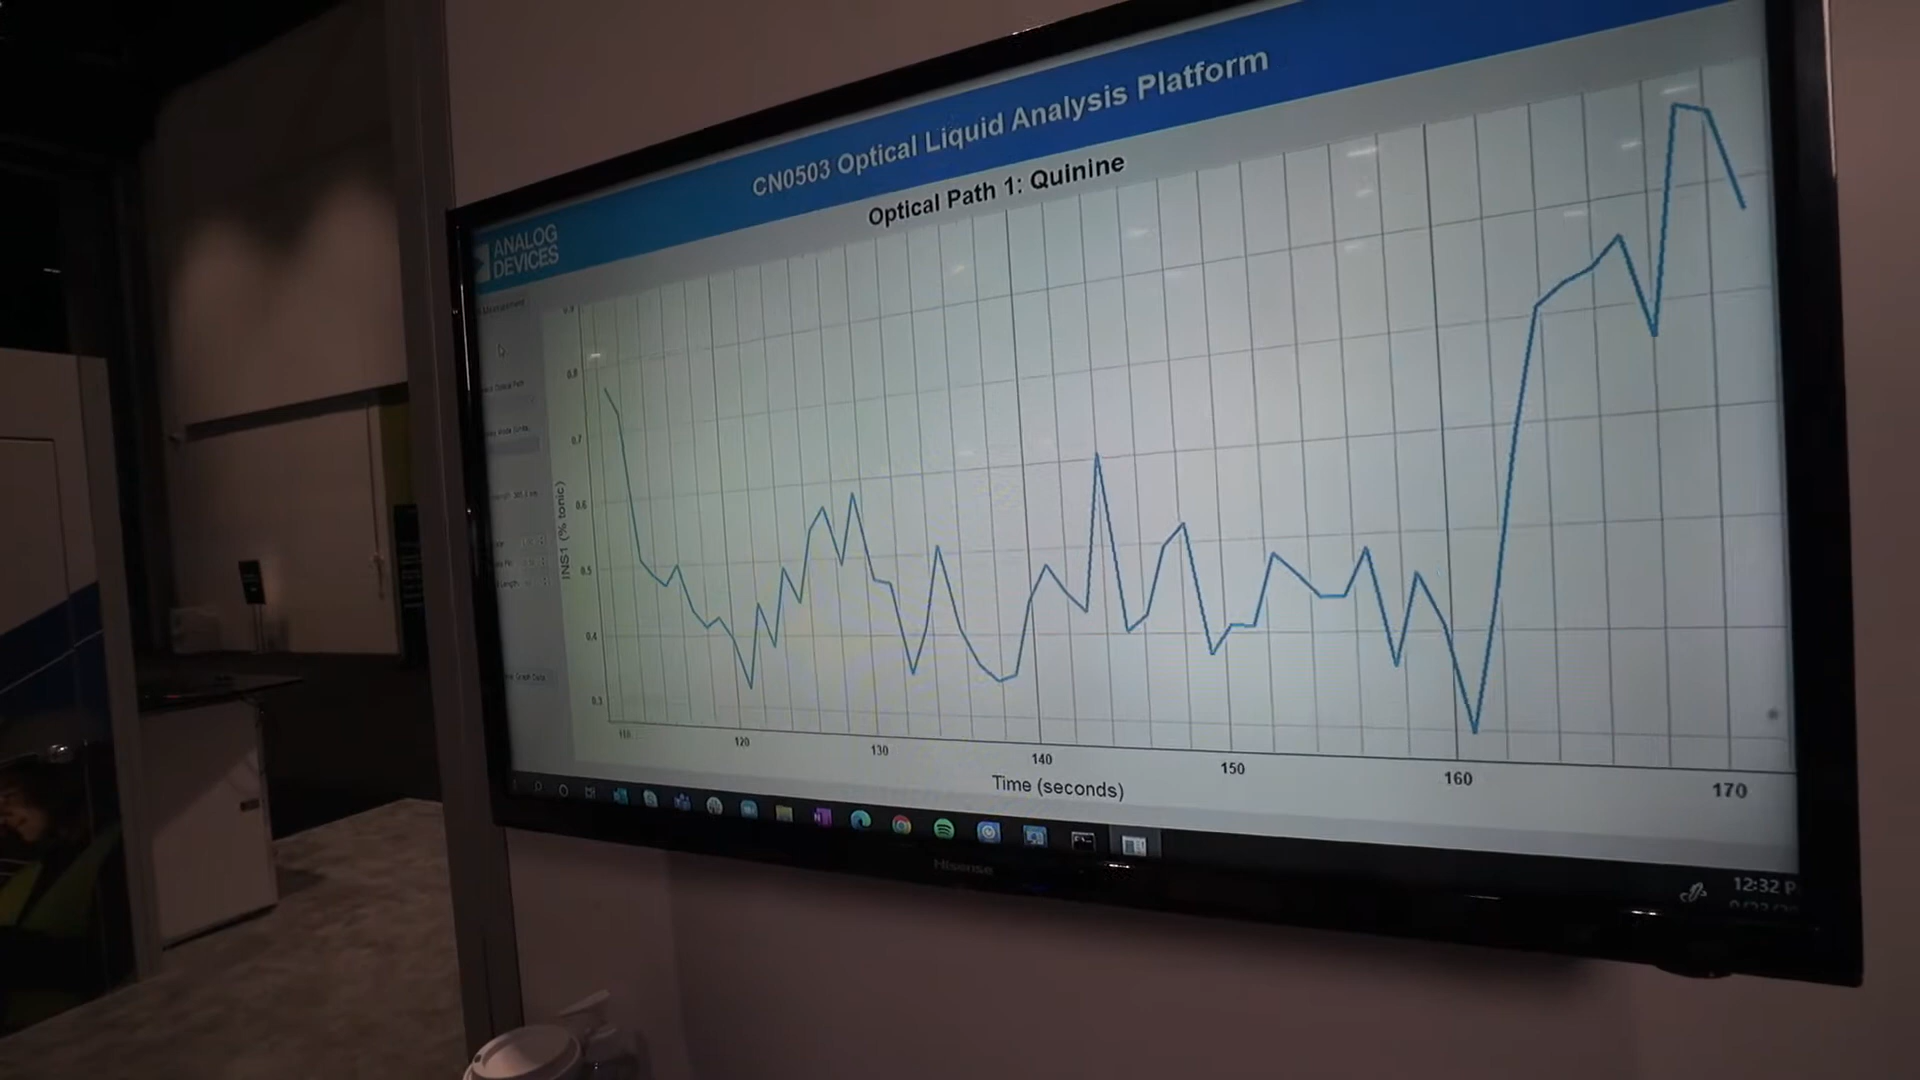 CN0503 Optical Liquid Analysis Platform
ANALOG
DEVICES
Optical Path 1: Quinine
0.8
0.7
0.6
0.5
0.4
0.3
INS1 (% tonic)
110
120
130
140
150
160
170
Time (seconds)
12:32 P
Hisense